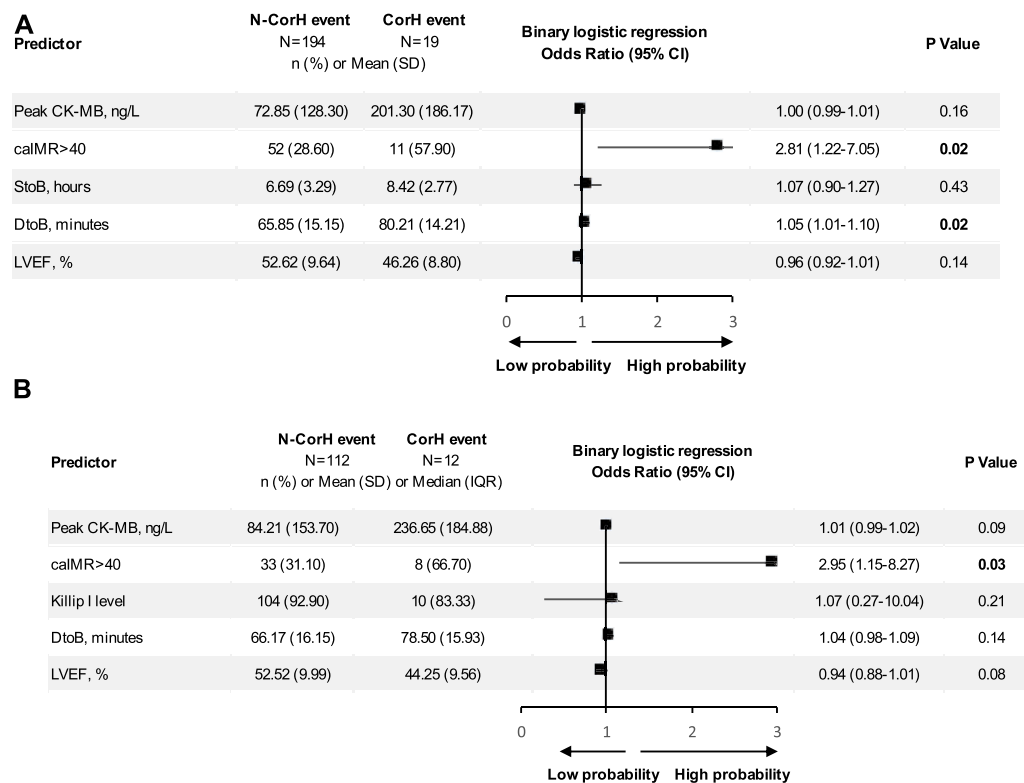 A
Predictor
N-CorH event
CorH event
N=194
N=19
n (%) or Mean (SD)
Binary logistic regression
Odds Ratio (95% CI)
P Value
Peak CK-MB, ng/L 72.85 (128.30) 201.30 (186.17) 1.00 (0.99-1.01) 0.16
caIMR>40 52 (28.60) 11 (57.90) 2.81 (1.22-7.05) 0.02
StoB, hours 6.69 (3.29) 8.42 (2.77) 1.07 (0.90-1.27) 0.43
DtoB, minutes 65.85 (15.15) 80.21 (14.21) 1.05 (1.01-1.10) 0.02
LVEF, % 52.62 (9.64) 46.26 (8.80) 0.96 (0.92-1.01) 0.14
0 1 2 3
Low probability High probability
B
Predictor
N-CorH event
CorH event
N=112
N=12
n (%) or Mean (SD) or Median (IQR)
Binary logistic regression
Odds Ratio (95% CI)
P Value
Peak CK-MB, ng/L 84.21 (153.70) 236.65 (184.88) 1.01 (0.99-1.02) 0.09
caIMR>40 33 (31.10) 8 (66.70) 2.95 (1.15-8.27) 0.03
Killip I level 104 (92.90) 10 (83.33) 1.07 (0.27-10.04) 0.21
DtoB, minutes 66.17 (16.15) 78.50 (15.93) 1.04 (0.98-1.09) 0.14
LVEF, % 52.52 (9.99) 44.25 (9.56) 0.94 (0.88-1.01) 0.08
0 1 2 3
Low probability High probability